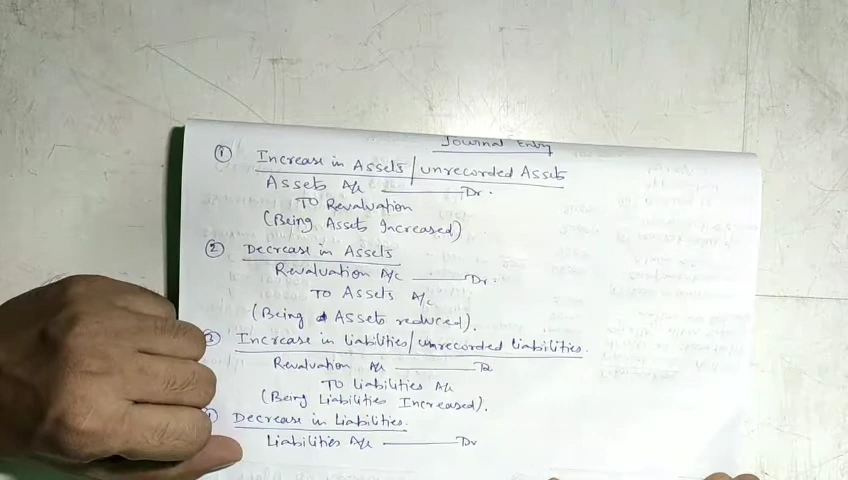 Journal Entry
① Increase in Assets / unrecorded Assets
Assets A/c ——— Dr.
To Revaluation
(Being Assets Increased)
② Decrease in Assets
Revaluation A/c ——— Dr.
To Assets A/c
(Being Assets reduced).
③ Increase in liabilities / unrecorded liabilities.
Revaluation A/c ——— Dr
To Liabilities A/c
(Being Liabilities Increased).
Decrease in Liabilities.
Liabilities A/c ——— Dr